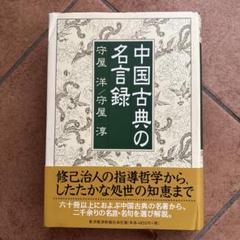 中国古典の
名言録
守屋 洋/守屋 淳
修己治人の指導哲学から、
したたかな処世の知恵まで
六十冊以上におよぶ中国古典の名著から、
二千余りの名言・名句を選び解説。